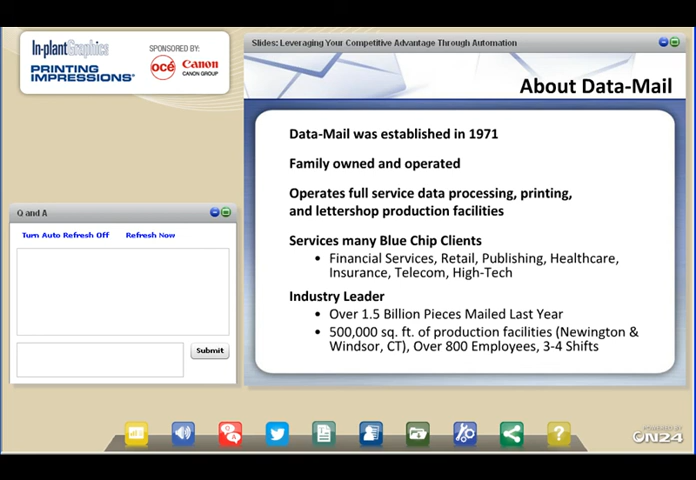 In-plantGraphics
SPONSORED BY:
PRINTING
IMPRESSIONS®
océ
Canon
CANON GROUP
Slides: Leveraging Your Competitive Advantage Through Automation
About Data-Mail
Data-Mail was established in 1971
Family owned and operated
Operates full service data processing, printing,
and lettershop production facilities
Services many Blue Chip Clients
• Financial Services, Retail, Publishing, Healthcare,
Insurance, Telecom, High-Tech
Industry Leader
• Over 1.5 Billion Pieces Mailed Last Year
• 500,000 sq. ft. of production facilities (Newington &
Windsor, CT), Over 800 Employees, 3-4 Shifts
Q and A
Turn Auto Refresh Off Refresh Now
Submit
Q
A
?
POWERED BY
ON24